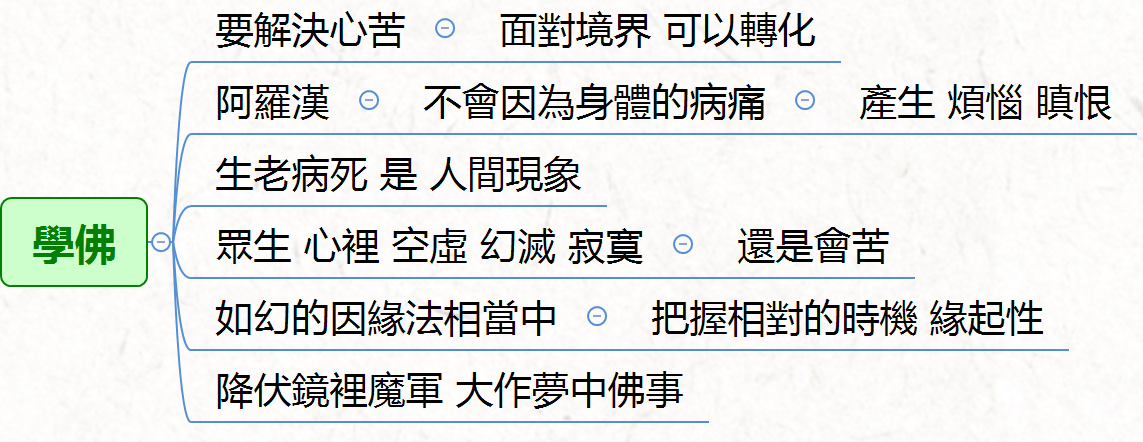 要解決心苦 面對境界 可以轉化
阿羅漢 不會因為身體的病痛 產生 煩惱 瞋恨
生老病死 是 人間現象
學佛
眾生 心裡 空虛 幻滅 寂寞 還是會苦
如幻的因緣法相當中 把握相對的時機 緣起性
降伏鏡裡魔軍 大作夢中佛事